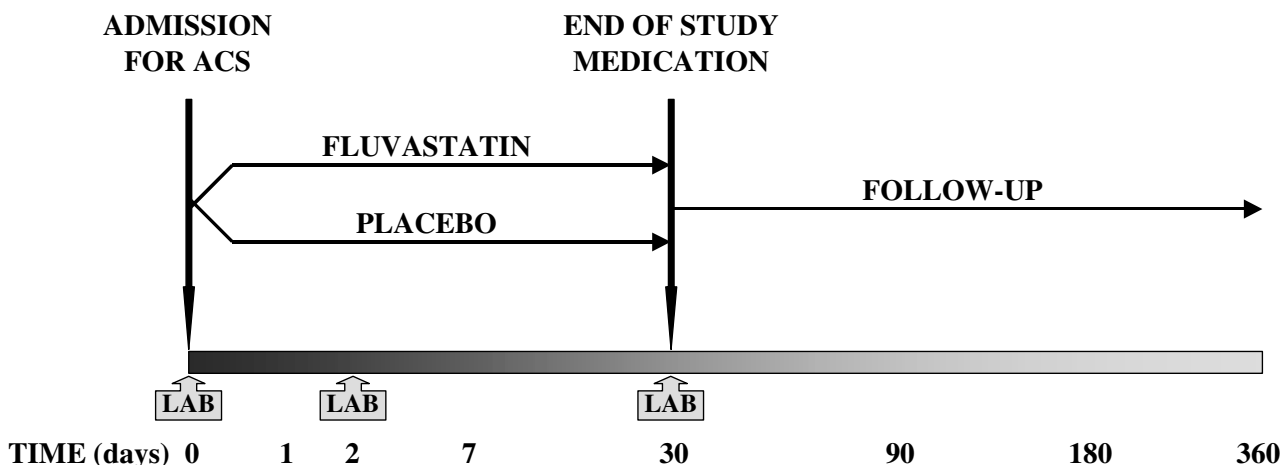 ADMISSION
FOR ACS
END OF STUDY
MEDICATION
FLUVASTATIN
PLACEBO
FOLLOW-UP
LAB LAB LAB
TIME (days) 0 1 2 7 30 90 180 360